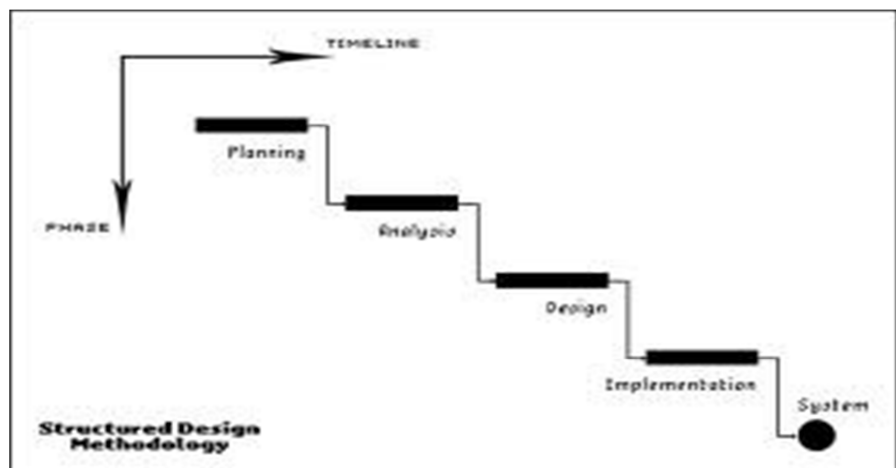 TIMELINE
Planning
PHASE
Analysis
Design
Implementation
System
Structured Design
Methodology